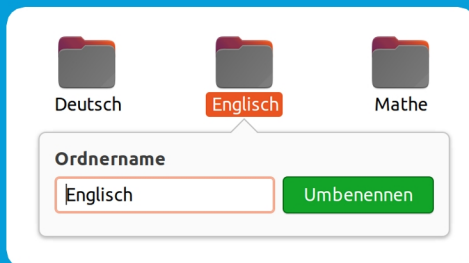 Deutsch
Englisch
Mathe
Ordnername
Englisch
Umbenennen